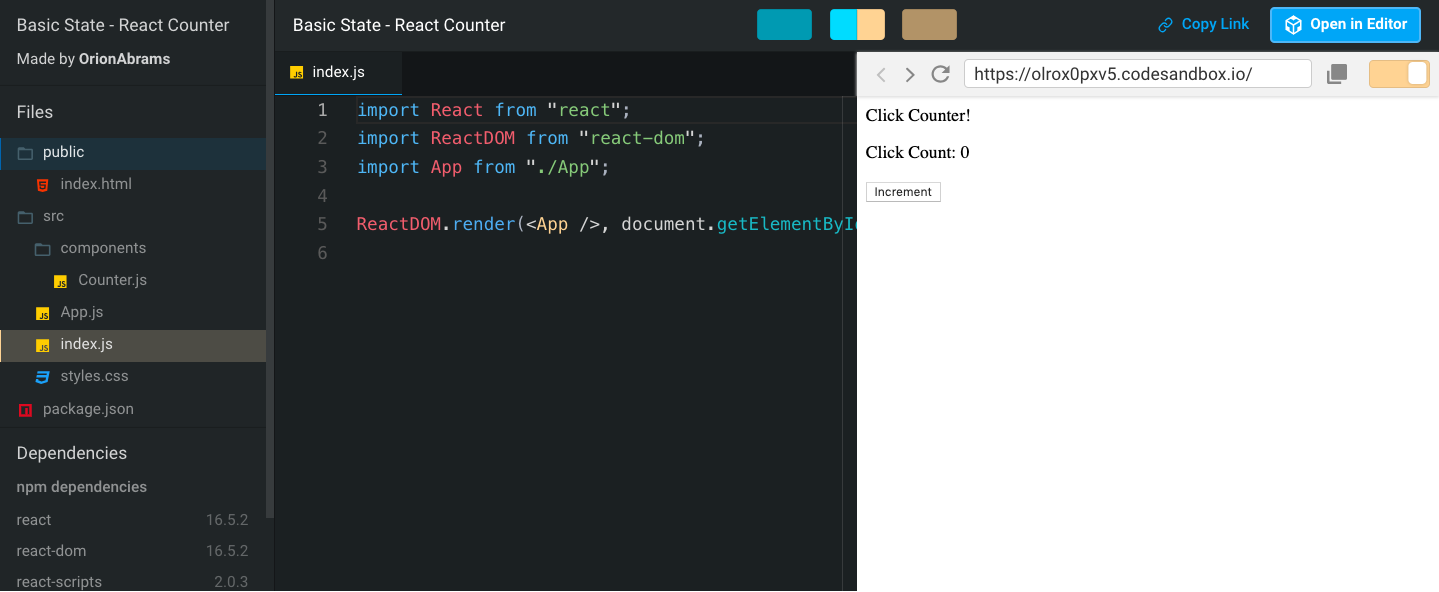 Basic State - React Counter
Made by OrionAbrams
Files
public
index.html
src
components
Counter.js
App.js
index.js
styles.css
package.json
Dependencies
npm dependencies
react 16.5.2
react-dom 16.5.2
react-scripts 2.0.3
Basic State - React Counter
Copy Link
Open in Editor
index.js
1 import React from "react";
2 import ReactDOM from "react-dom";
3 import App from "./App";
4
5 ReactDOM.render(<App />, document.getElementById
6
https://olrox0pxv5.codesandbox.io/
Click Counter!
Click Count: 0
Increment